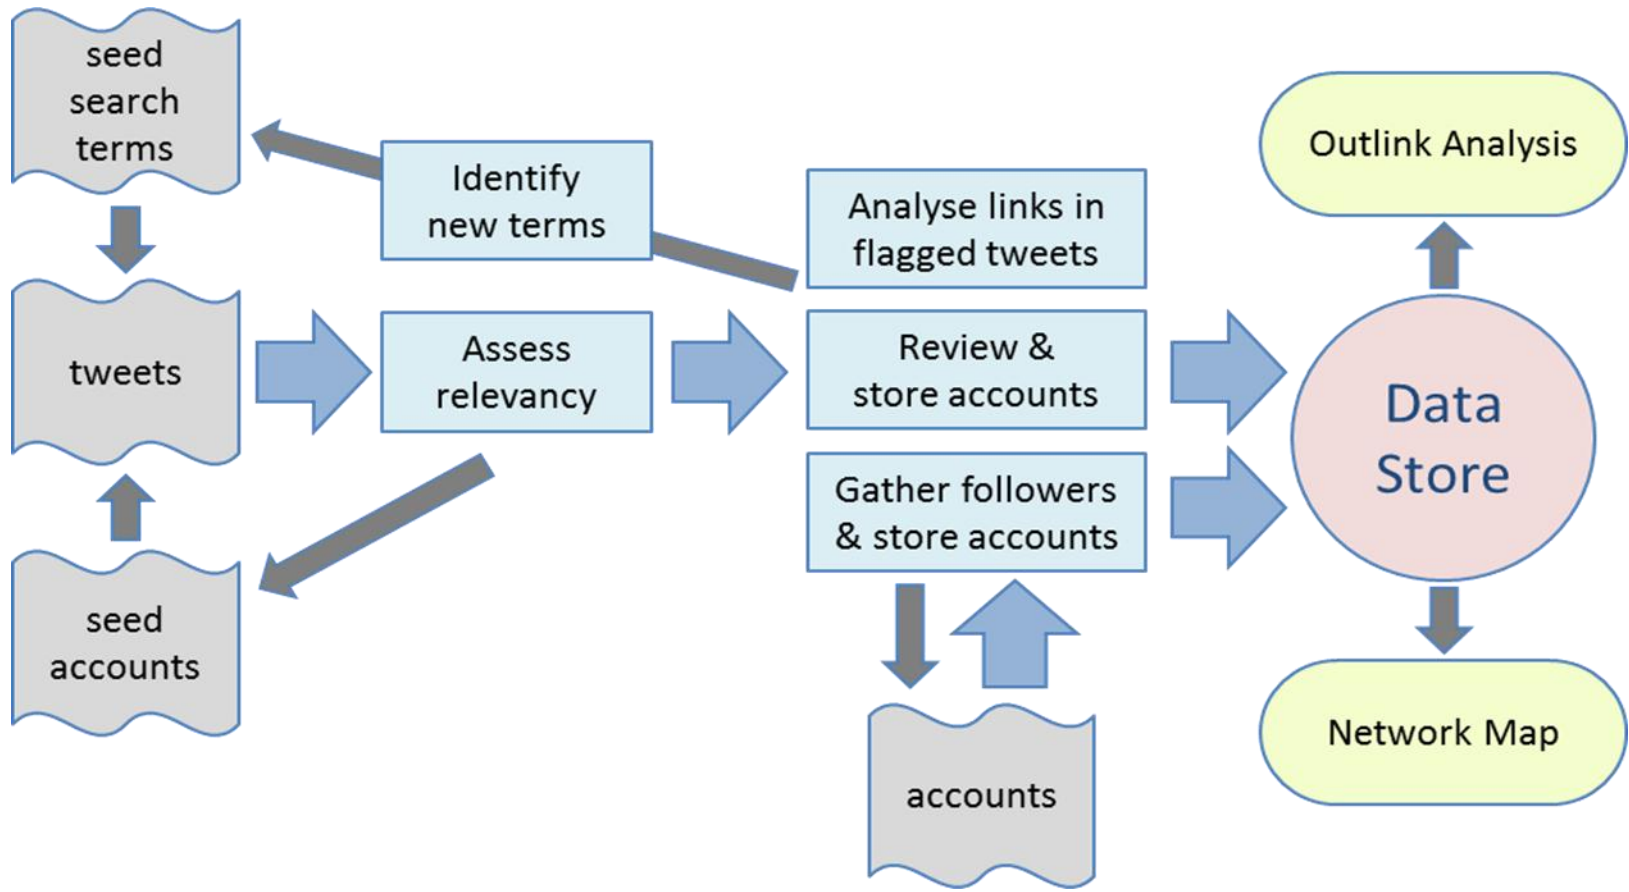 seed
search
terms
Identify
new terms
Analyse links in
flagged tweets
Outlink Analysis
tweets
Assess
relevancy
Review &
store accounts
Data
Store
Gather followers
& store accounts
seed
accounts
accounts
Network Map